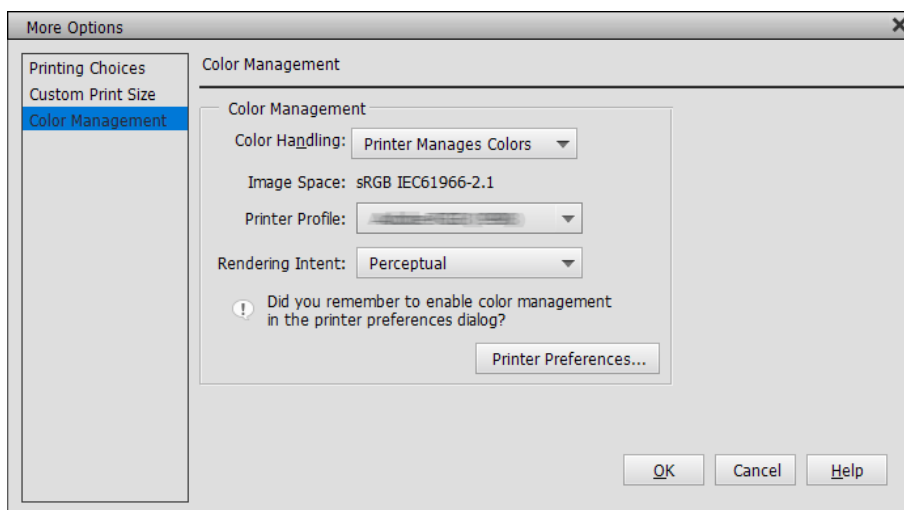 More Options
Printing Choices
Custom Print Size
Color Management
Color Management
Color Management
Color Handling: Printer Manages Colors
Image Space: sRGB IEC61966-2.1
Printer Profile:
Rendering Intent: Perceptual
Did you remember to enable color management
in the printer preferences dialog?
Printer Preferences...
OK Cancel Help